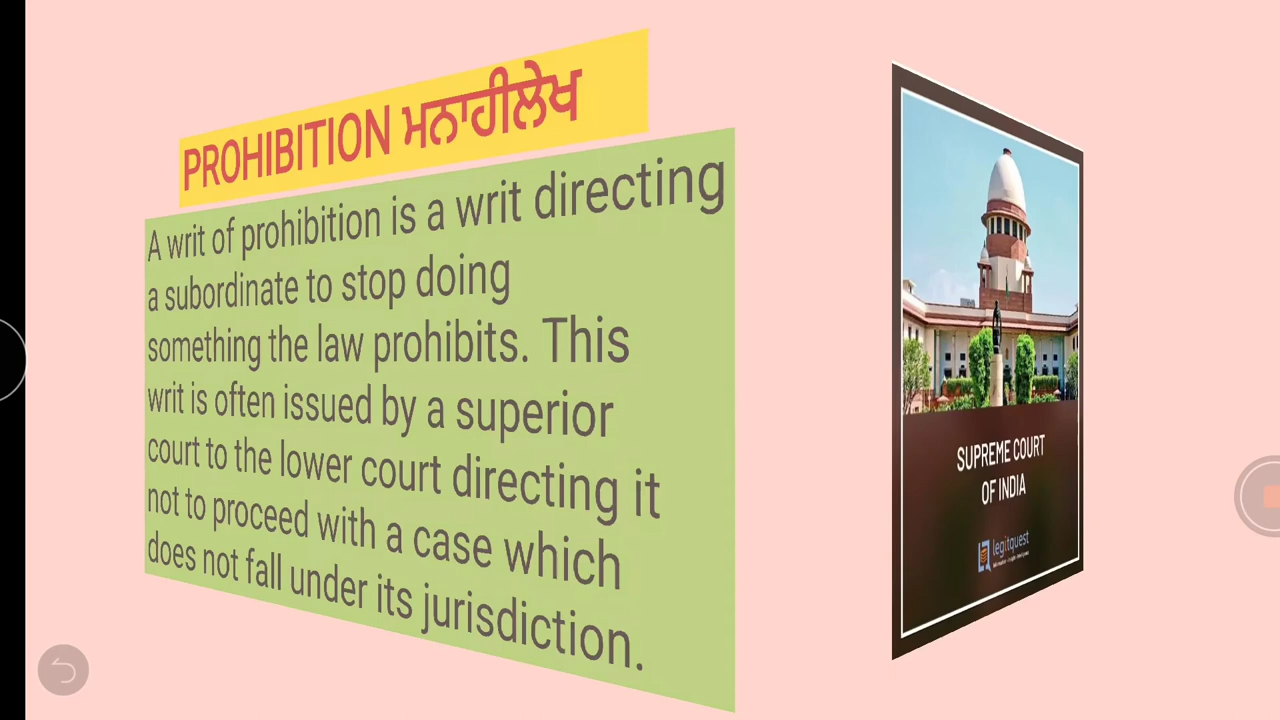 PROHIBITION ਮਨਾਹੀਲੇਖ
A writ of prohibition is a writ directing
a subordinate to stop doing
something the law prohibits. This
writ is often issued by a superior
court to the lower court directing it
not to proceed with a case which
does not fall under its jurisdiction.
SUPREME COURT
OF INDIA
legitquest